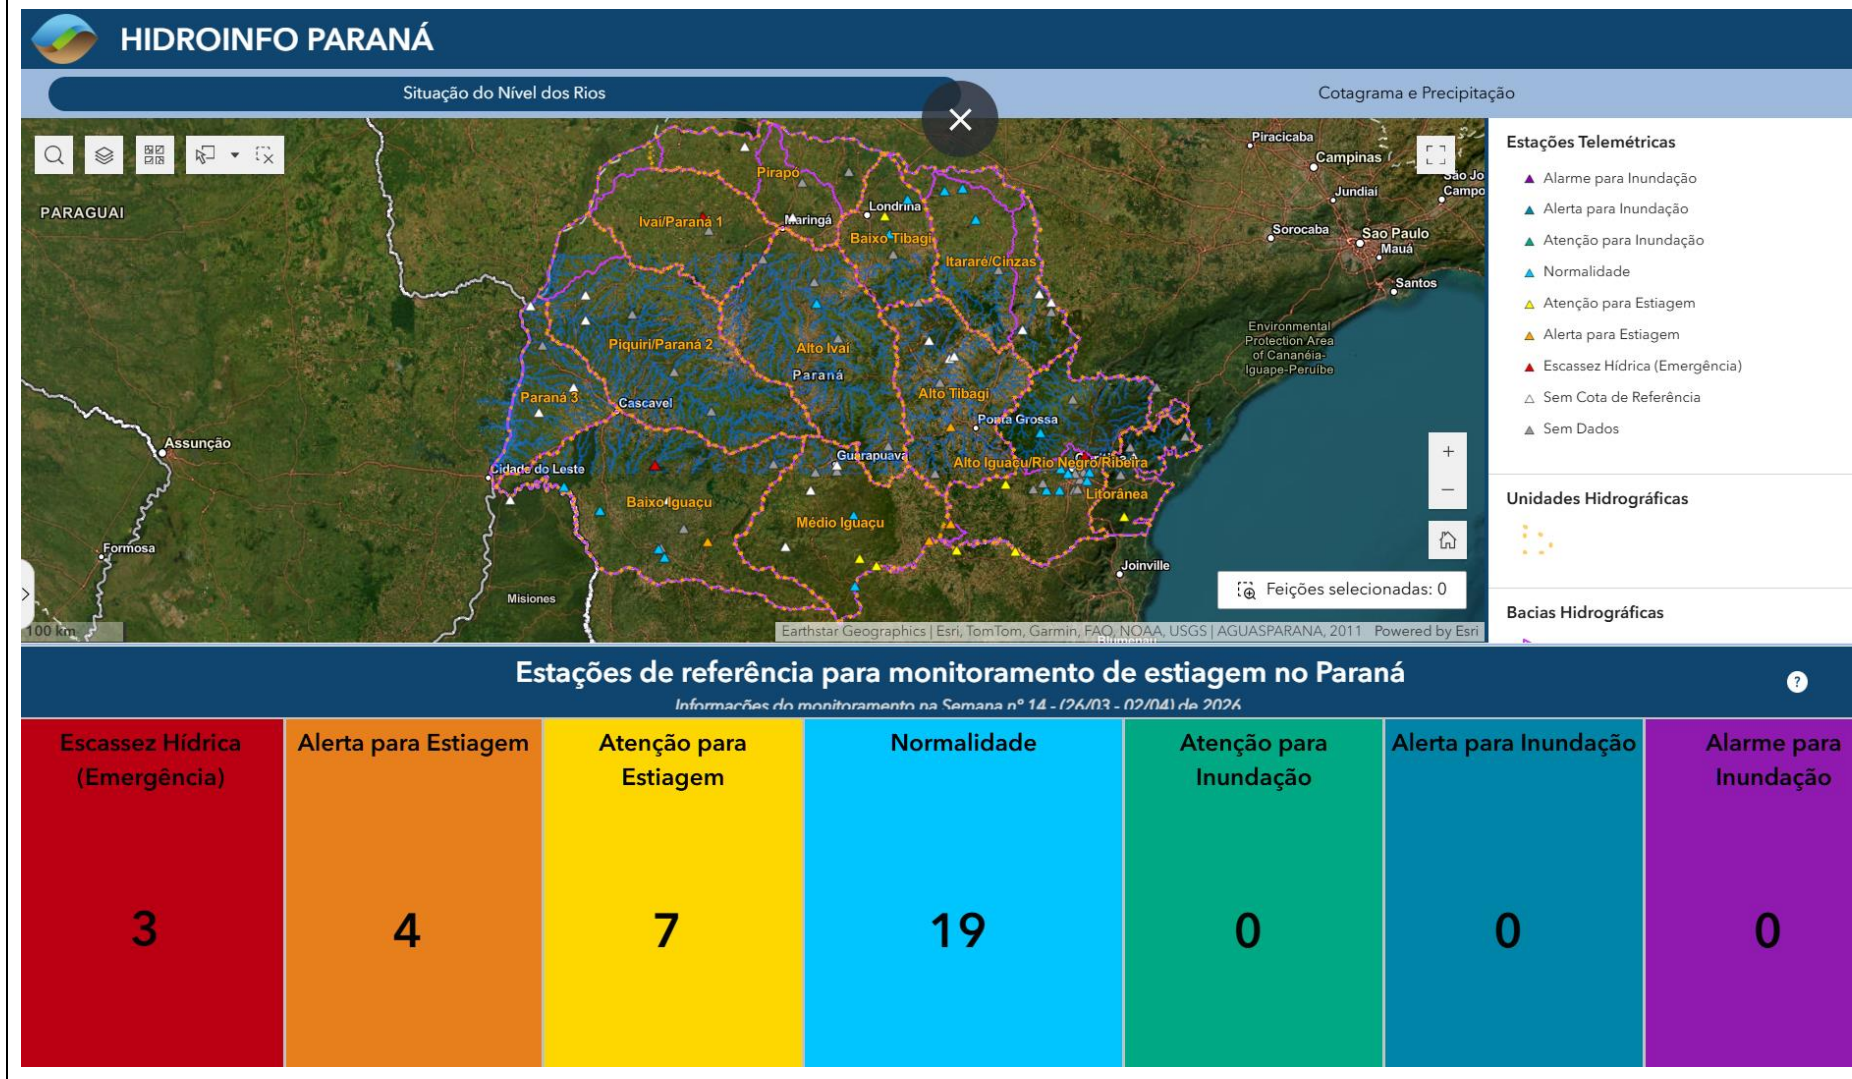 HIDROINFO PARANÁ
Situação do Nível dos Rios
Cotagrama e Precipitação
PARAGUAI
Piracicaba
Campinas
São Jo
Campo
Jundiaí
Pirapó
Londrina
Maringá
Ivaí/Paraná 1
Baixo Tibagi
Sorocaba
Sao Paulo
Mauá
Itararé/Cinzas
Santos
Environmental
Protection Area
of Cananéia-
Iguape-Peruíbe
Piquiri/Paraná 2
Alto Ivaí
Paraná
Paraná 3
Cascavel
Alto Tibagi
Ponta Grossa
Assunção
Cidade do Leste
Guarapuava
Alto Iguaçu/Rio Negro/Ribeira
Litorânea
Baixo Iguaçu
Médio Iguaçu
Formosa
Joinville
Misiones
Feições selecionadas: 0
100 km
Earthstar Geographics | Esri, TomTom, Garmin, FAO, NOAA, USGS | AGUASPARANA, 2011 Powered by Esri
Blumenau
Estações Telemétricas
Alarme para Inundação
Alerta para Inundação
Atenção para Inundação
Normalidade
Atenção para Estiagem
Alerta para Estiagem
Escassez Hídrica (Emergência)
Sem Cota de Referência
Sem Dados
Unidades Hidrográficas
Bacias Hidrográficas
Estações de referência para monitoramento de estiagem no Paraná
?
Informações do monitoramento na Semana nº 14 - (26/03 - 02/04) de 2026
Escassez Hídrica
(Emergência)
3
Alerta para Estiagem
4
Atenção para
Estiagem
7
Normalidade
19
Atenção para
Inundação
0
Alerta para Inundação
0
Alarme para
Inundação
0